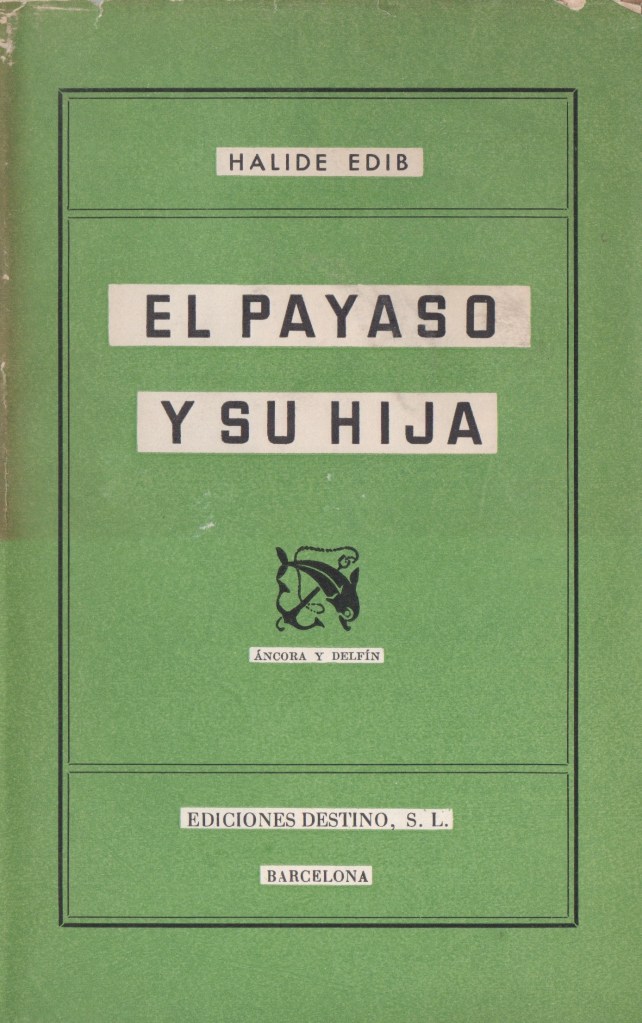 HALIDE EDIB
EL PAYASO
Y SU HIJA
ÁNCORA Y DELFÍN
EDICIONES DESTINO, S. L.
BARCELONA